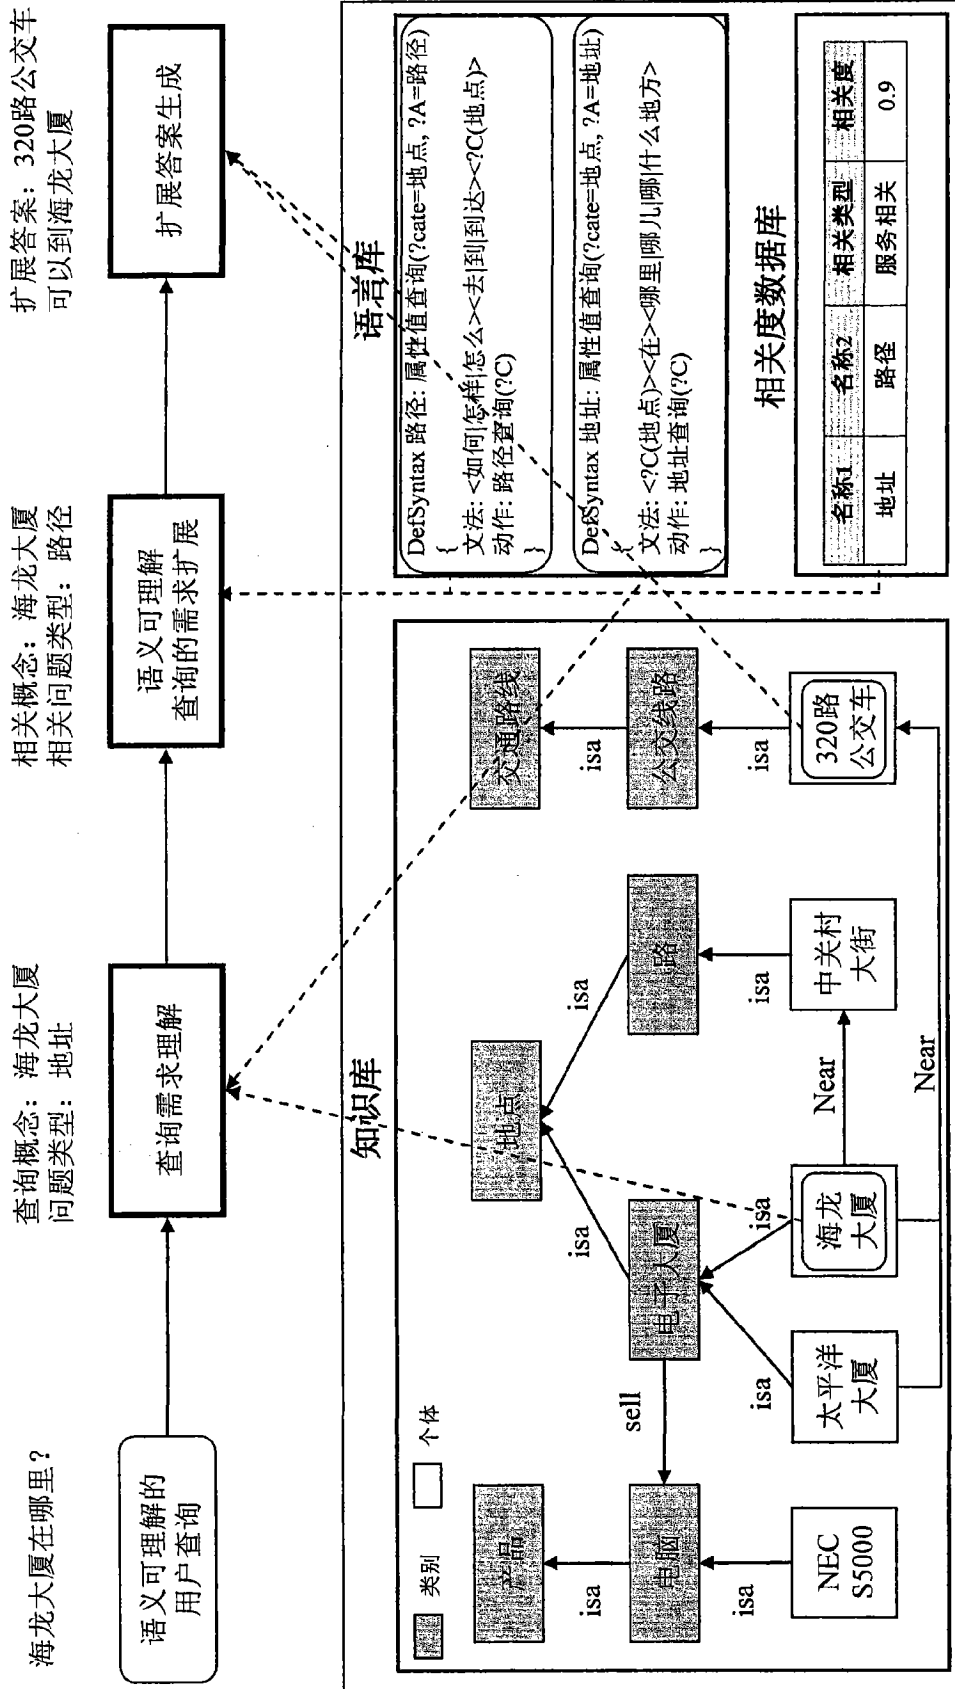 海龙大厦在哪里?
语义可理解的
用户查询
查询概念: 海龙大厦
问题类型: 地址
查询需求理解
相关概念: 海龙大厦
相关问题类型: 路径
语义可理解
查询的需求扩展
扩展答案: 320路公交车
可以到海龙大厦
扩展答案生成
知识库
类别
个体
产品
isa
电脑
isa
NEC
S5000
sell
地点
isa
isa
电子大厦
isa
isa
太平洋
大厦
海龙
大厦
路
isa
中关村
大街
Near
Near
交通路线
isa
公交线路
isa
320路
公交车
语言库
DefSyntax 路径: 属性值查询(?cate=地点, ?A=路径)
{
文法: <如何|怎样|怎么><去|到|到达><?C(地点)>
动作: 路径查询(?C)
}
DefSyntax 地址: 属性值查询(?cate=地点, ?A=地址)
{
文法: <?C(地点)><在><哪里|哪儿|哪|什么地方>
动作: 地址查询(?C)
}
相关度数据库
名称1 名称2 相关类型 相关度
地址 路径 服务相关 0.9